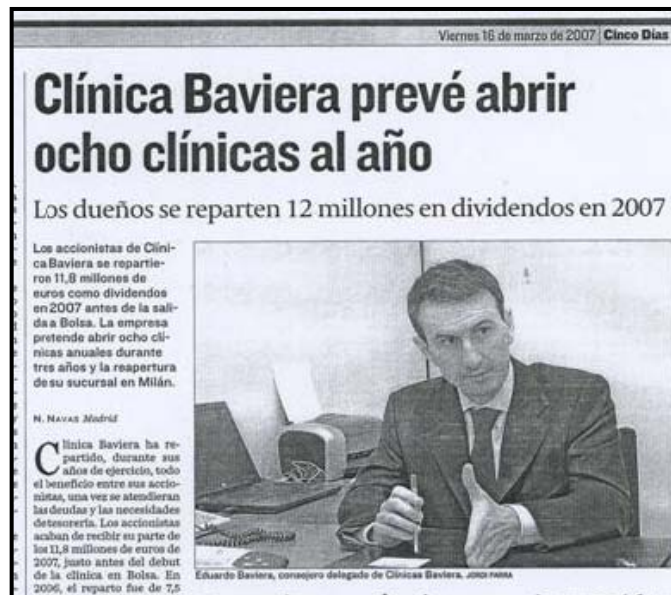 Viernes 16 de marzo de 2007 Cinco Días
Clínica Baviera prevé abrir
ocho clínicas al año
Los dueños se reparten 12 millones en dividendos en 2007
Los accionistas de Clíni-
ca Baviera se repartie-
ron 11,8 millones de
euros como dividendos
en 2007 antes de la sali-
da a Bolsa. La empresa
pretende abrir ocho clí-
nicas anuales durante
tres años y la reapertura
de su sucursal en Milán.
N. NAVAS Madrid
Clínica Baviera ha re-
partido, durante sus
años de ejercicio, todo
el beneficio entre sus accio-
nistas, una vez se atendieran
las deudas y las necesidades
de tesorería. Los accionistas
acaban de recibir su parte de
los 11,8 millones de euros de
2007, justo antes del debut
de la clínica en Bolsa. En
2006, el reparto fue de 7,5
Eduardo Baviera, consejero delegado de Clínicas Baviera. JORDI PARRA